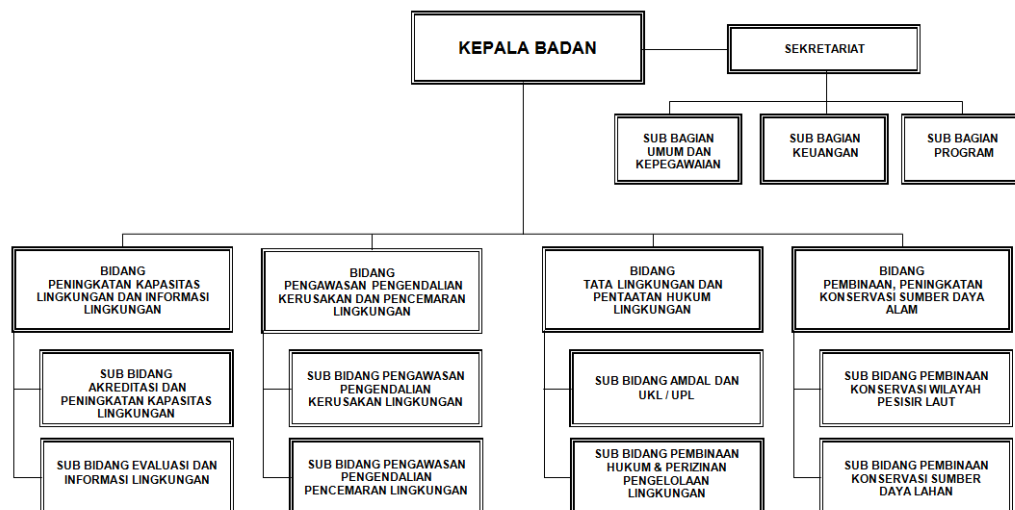 KEPALA BADAN
SEKRETARIAT
SUB BAGIAN
UMUM DAN
KEPEGAWAIAN
SUB BAGIAN
KEUANGAN
SUB BAGIAN
PROGRAM
BIDANG
PENINGKATAN KAPASITAS
LINGKUNGAN DAN INFORMASI
LINGKUNGAN
BIDANG
PENGAWASAN PENGENDALIAN
KERUSAKAN DAN PENCEMARAN
LINGKUNGAN
BIDANG
TATA LINGKUNGAN DAN
PENTAATAN HUKUM
LINGKUNGAN
BIDANG
PEMBINAAN, PENINGKATAN
KONSERVASI SUMBER DAYA
ALAM
SUB BIDANG
AKREDITASI DAN
PENINGKATAN KAPASITAS
LINGKUNGAN
SUB BIDANG PENGAWASAN
PENGENDALIAN
KERUSAKAN LINGKUNGAN
SUB BIDANG AMDAL DAN
UKL / UPL
SUB BIDANG PEMBINAAN
KONSERVASI WILAYAH
PESISIR LAUT
SUB BIDANG EVALUASI DAN
INFORMASI LINGKUNGAN
SUB BIDANG PENGAWASAN
PENGENDALIAN
PENCEMARAN LINGKUNGAN
SUB BIDANG PEMBINAAN
HUKUM & PERIZINAN
PENGELOLAAN
LINGKUNGAN
SUB BIDANG PEMBINAAN
KONSERVASI SUMBER
DAYA LAHAN